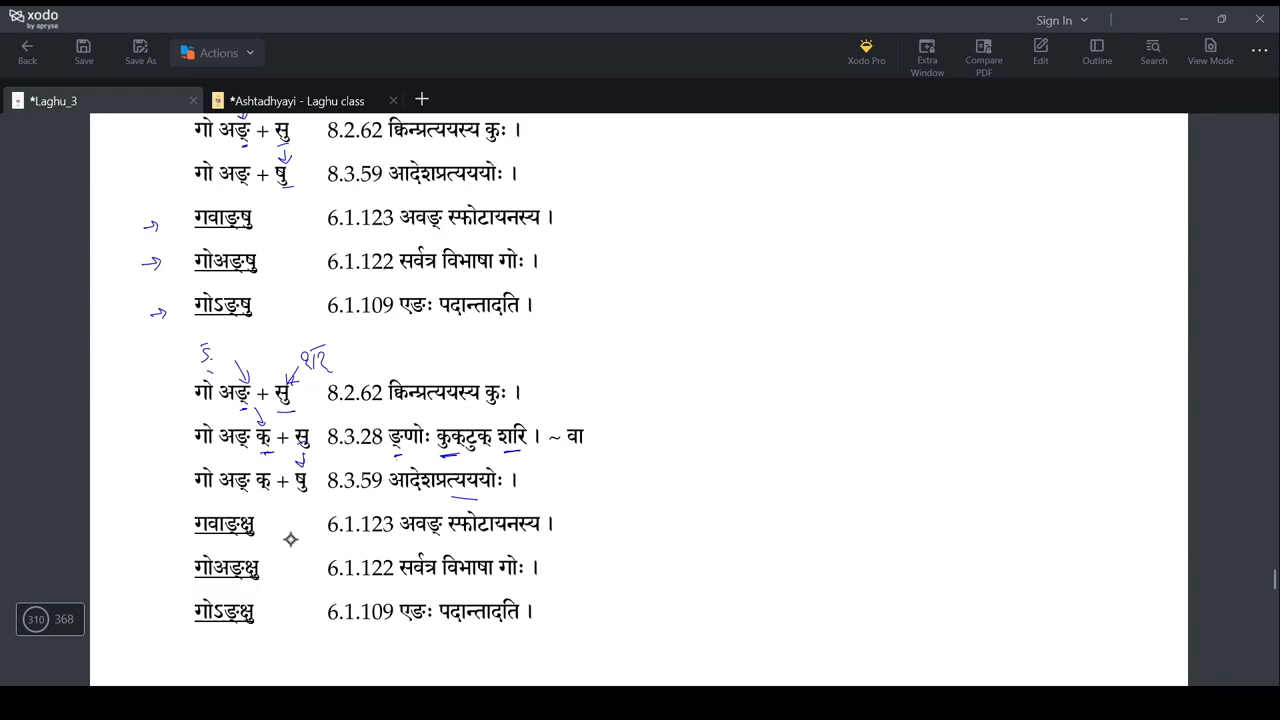 xodo
by apryse
Sign In
Back Save Save As Actions Xodo Pro Extra Window Compare PDF Edit Outline Search View Mode
*Laghu_3 *Ashtadhyayi - Laghu class
गो अङ् + सु 8.2.62 क्विन्प्रत्ययस्य कुः ।
गो अङ् + षु 8.3.59 आदेशप्रत्यययोः ।
गवाङ्षु 6.1.123 अवङ् स्फोटायनस्य ।
गोअङ्षु 6.1.122 सर्वत्र विभाषा गोः ।
गोऽङ्षु 6.1.109 एङः पदान्तादति ।
शर्
गो अङ् + सु 8.2.62 क्विन्प्रत्ययस्य कुः ।
गो अङ् क् + सु 8.3.28 ङ्णोः कुक्टुक् शरि । ~ वा
गो अङ् क् + षु 8.3.59 आदेशप्रत्यययोः ।
गवाङ्क्षु 6.1.123 अवङ् स्फोटायनस्य ।
गोअङ्क्षु 6.1.122 सर्वत्र विभाषा गोः ।
गोऽङ्क्षु 6.1.109 एङः पदान्तादति ।
310 368